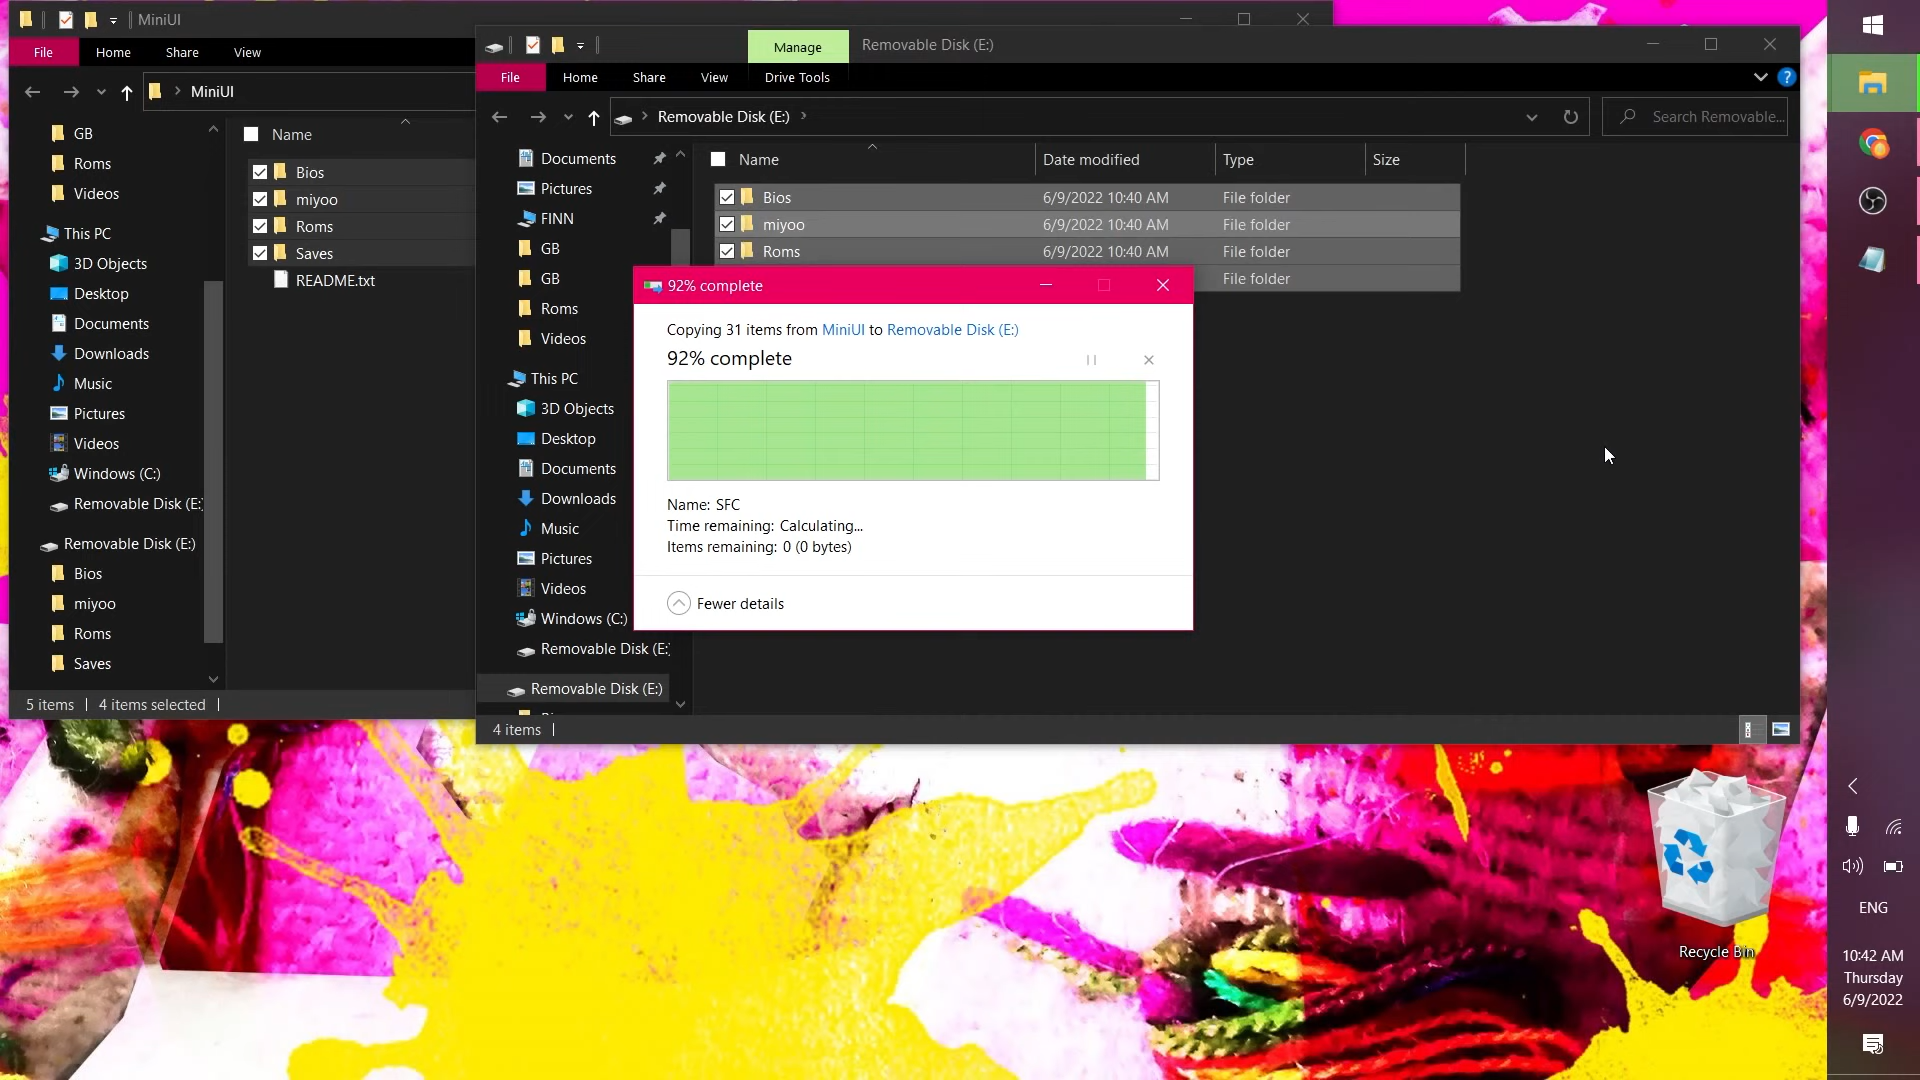 MiniUI
File Home Share View
MiniUI
GB
Roms
Videos
This PC
3D Objects
Desktop
Documents
Downloads
Music
Pictures
Videos
Windows (C:)
Removable Disk (E:)
Removable Disk (E:)
Bios
miyoo
Roms
Saves
Name
Bios
miyoo
Roms
Saves
README.txt
5 items 4 items selected
Manage Removable Disk (E:)
File Home Share View Drive Tools
Removable Disk (E:)
Search Removable...
Documents
Pictures
FINN
GB
GB
Roms
Videos
This PC
3D Objects
Desktop
Documents
Downloads
Music
Pictures
Videos
Windows (C:)
Removable Disk (E:
Removable Disk (E:)
Name Date modified Type Size
Bios 6/9/2022 10:40 AM File folder
miyoo 6/9/2022 10:40 AM File folder
Roms 6/9/2022 10:40 AM File folder
File folder
4 items
92% complete
Copying 31 items from MiniUI to Removable Disk (E:)
92% complete
Name: SFC
Time remaining: Calculating...
Items remaining: 0 (0 bytes)
Fewer details
Recycle Bin
ENG
10:42 AM
Thursday
6/9/2022